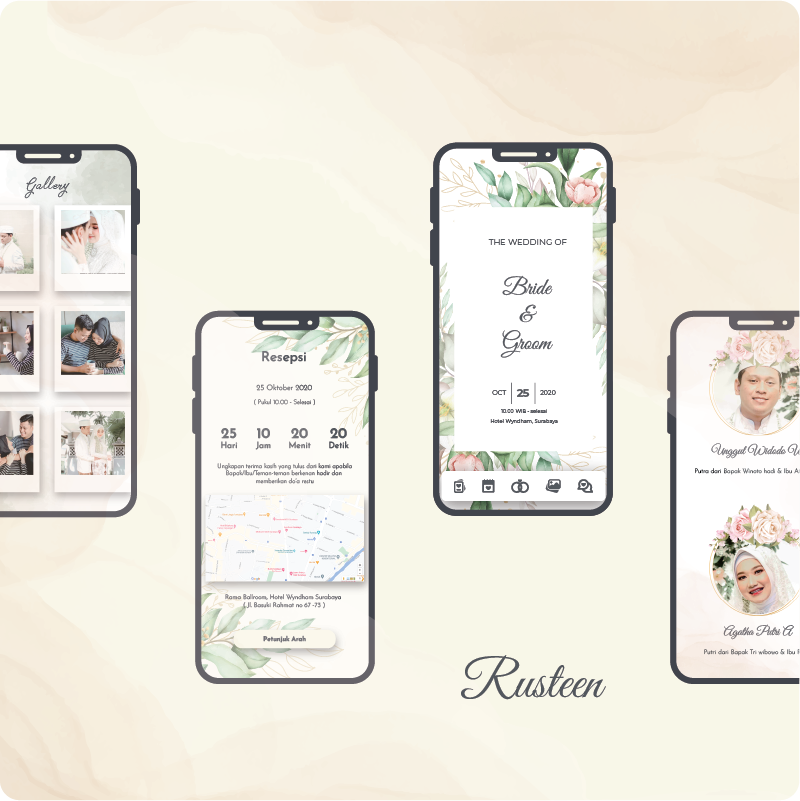 Gallery
Resepsi
25 Oktober 2020
( Pukul 10.00 - Selesai )
25 10 20 20
Hari Jam Menit Detik
Ungkapan terima kasih yang tulus dari kami apabila
Bapak/Ibu/Teman-teman berkenan hadir dan
memberikan do'a restu
Rama Ballroom, Hotel Wyndham Surabaya
( Jl. Basuki Rahmat no 67 -73 )
Petunjuk Arah
THE WEDDING OF
Bride
&
Groom
OCT 25 2020
10.00 WIB - selesai
Hotel Wyndham, Surabaya
Unggul Widodo W
Putra dari Bapak Winoto hadi & Ibu
Agatha Putri A
Putri dari Bapak Tri wibowo & Ibu
Rusteen